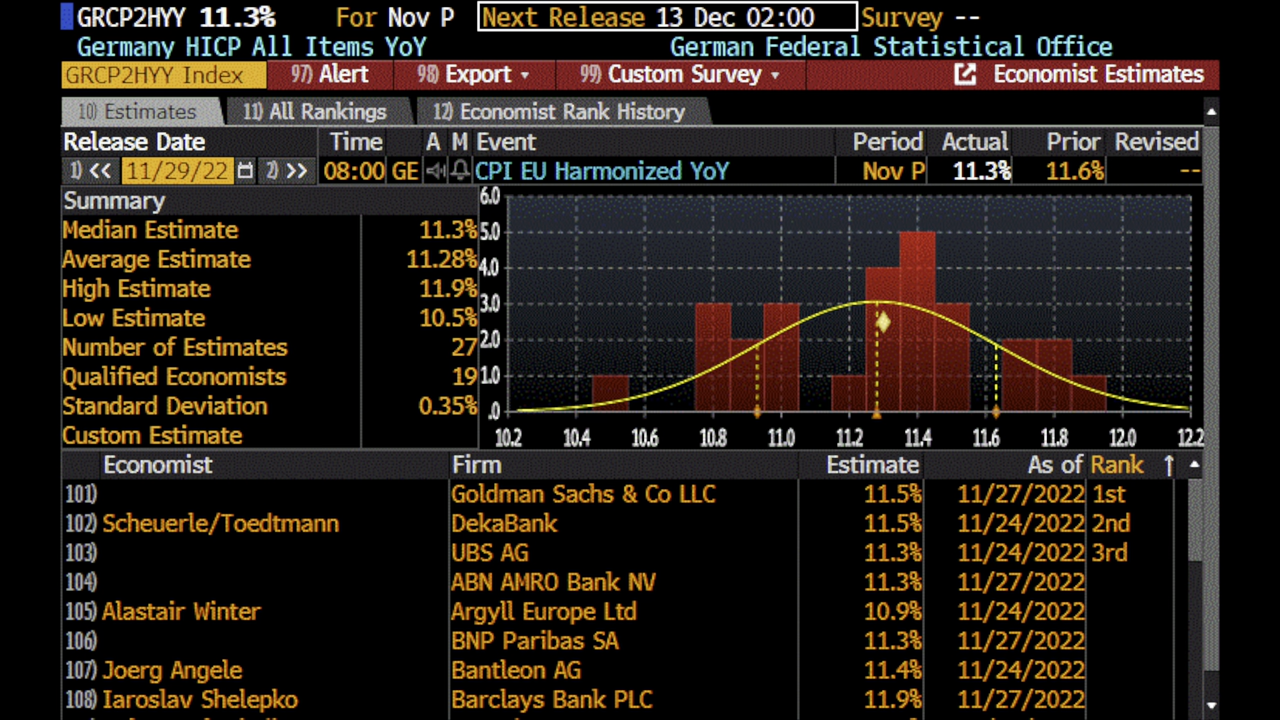 GRCP2HYY 11.3% For Nov P Next Release 13 Dec 02:00 Survey --
Germany HICP All Items YoY German Federal Statistical Office
GRCP2HYY Index 97) Alert 98) Export 99) Custom Survey Economist Estimates
10) Estimates 11) All Rankings 12) Economist Rank History
Release Date Time A M Event Period Actual Prior Revised
1) << 11/29/22 2) >> 08:00 GE CPI EU Harmonized YoY Nov P 11.3% 11.6% --
Summary
Median Estimate 11.3%
Average Estimate 11.28%
High Estimate 11.9%
Low Estimate 10.5%
Number of Estimates 27
Qualified Economists 19
Standard Deviation 0.35%
Custom Estimate
6.0
5.0
4.0
3.0
2.0
1.0
.0
10.2 10.4 10.6 10.8 11.0 11.2 11.4 11.6 11.8 12.0 12.2
Economist Firm Estimate As of Rank ↑
101) Goldman Sachs & Co LLC 11.5% 11/27/2022 1st
102) Scheuerle/Toedtmann DekaBank 11.5% 11/24/2022 2nd
103) UBS AG 11.3% 11/24/2022 3rd
104) ABN AMRO Bank NV 11.3% 11/27/2022
105) Alastair Winter Argyll Europe Ltd 10.9% 11/24/2022
106) BNP Paribas SA 11.3% 11/27/2022
107) Joerg Angele Bantleon AG 11.4% 11/24/2022
108) Iaroslav Shelepko Barclays Bank PLC 11.9% 11/27/2022